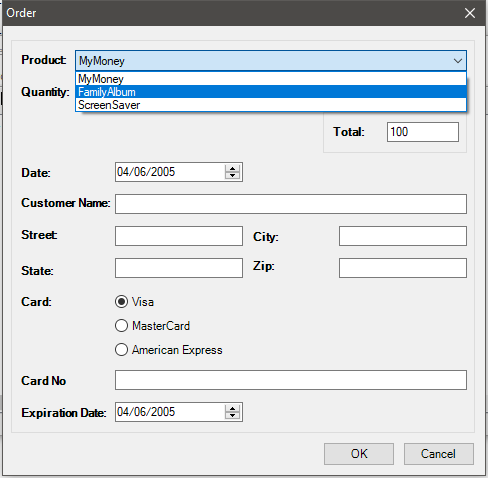 Order
Product: MyMoney
MyMoney
Quantity: FamilyAlbum
ScreenSaver
Total: 100
Date: 04/06/2005
Customer Name:
Street: City:
State: Zip:
Card: Visa
MasterCard
American Express
Card No
Expiration Date: 04/06/2005
OK Cancel